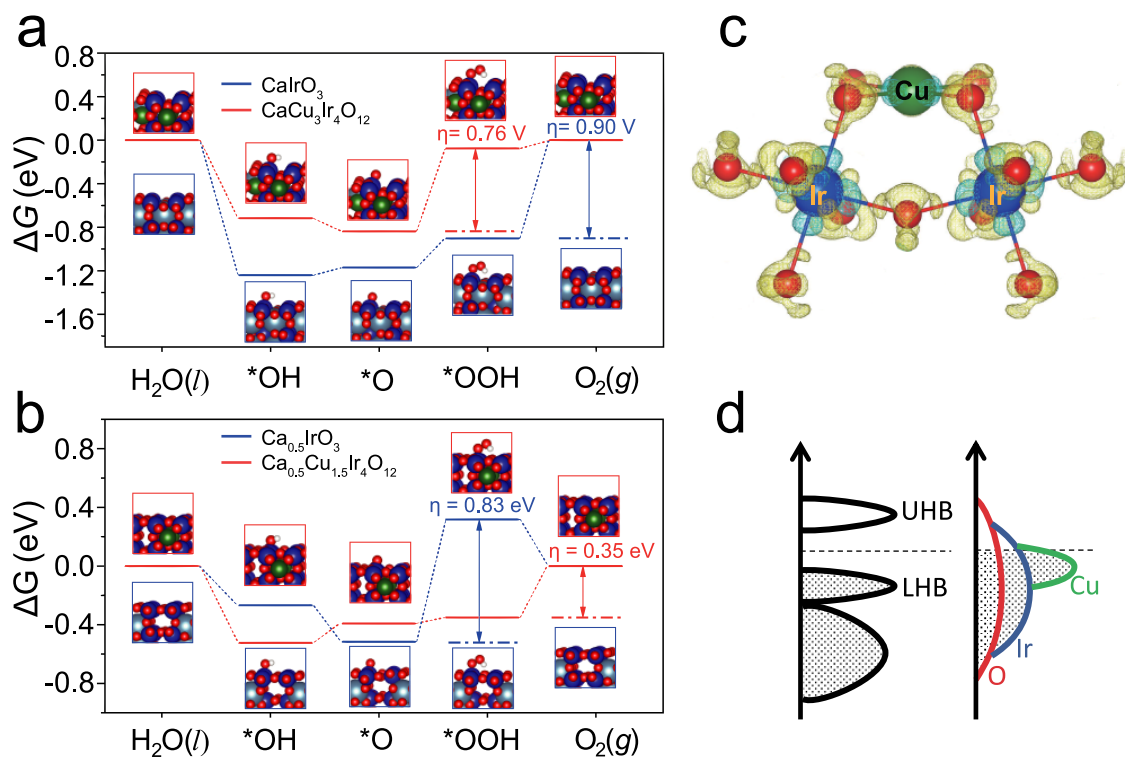 a
ΔG (eV)
0.8
0.4
0.0
-0.4
-0.8
-1.2
-1.6
CaIrO₃
CaCu₃Ir₄O₁₂
η= 0.76 V
η= 0.90 V
H₂O(l)
*OH
*O
*OOH
O₂(g)
b
ΔG (eV)
0.8
0.4
0.0
-0.4
-0.8
Ca₀.₅IrO₃
Ca₀.₅Cu₁.₅Ir₄O₁₂
η = 0.83 eV
η = 0.35 eV
H₂O(l)
*OH
*O
*OOH
O₂(g)
c
Cu
Ir
Ir
d
UHB
LHB
Cu
Ir
O